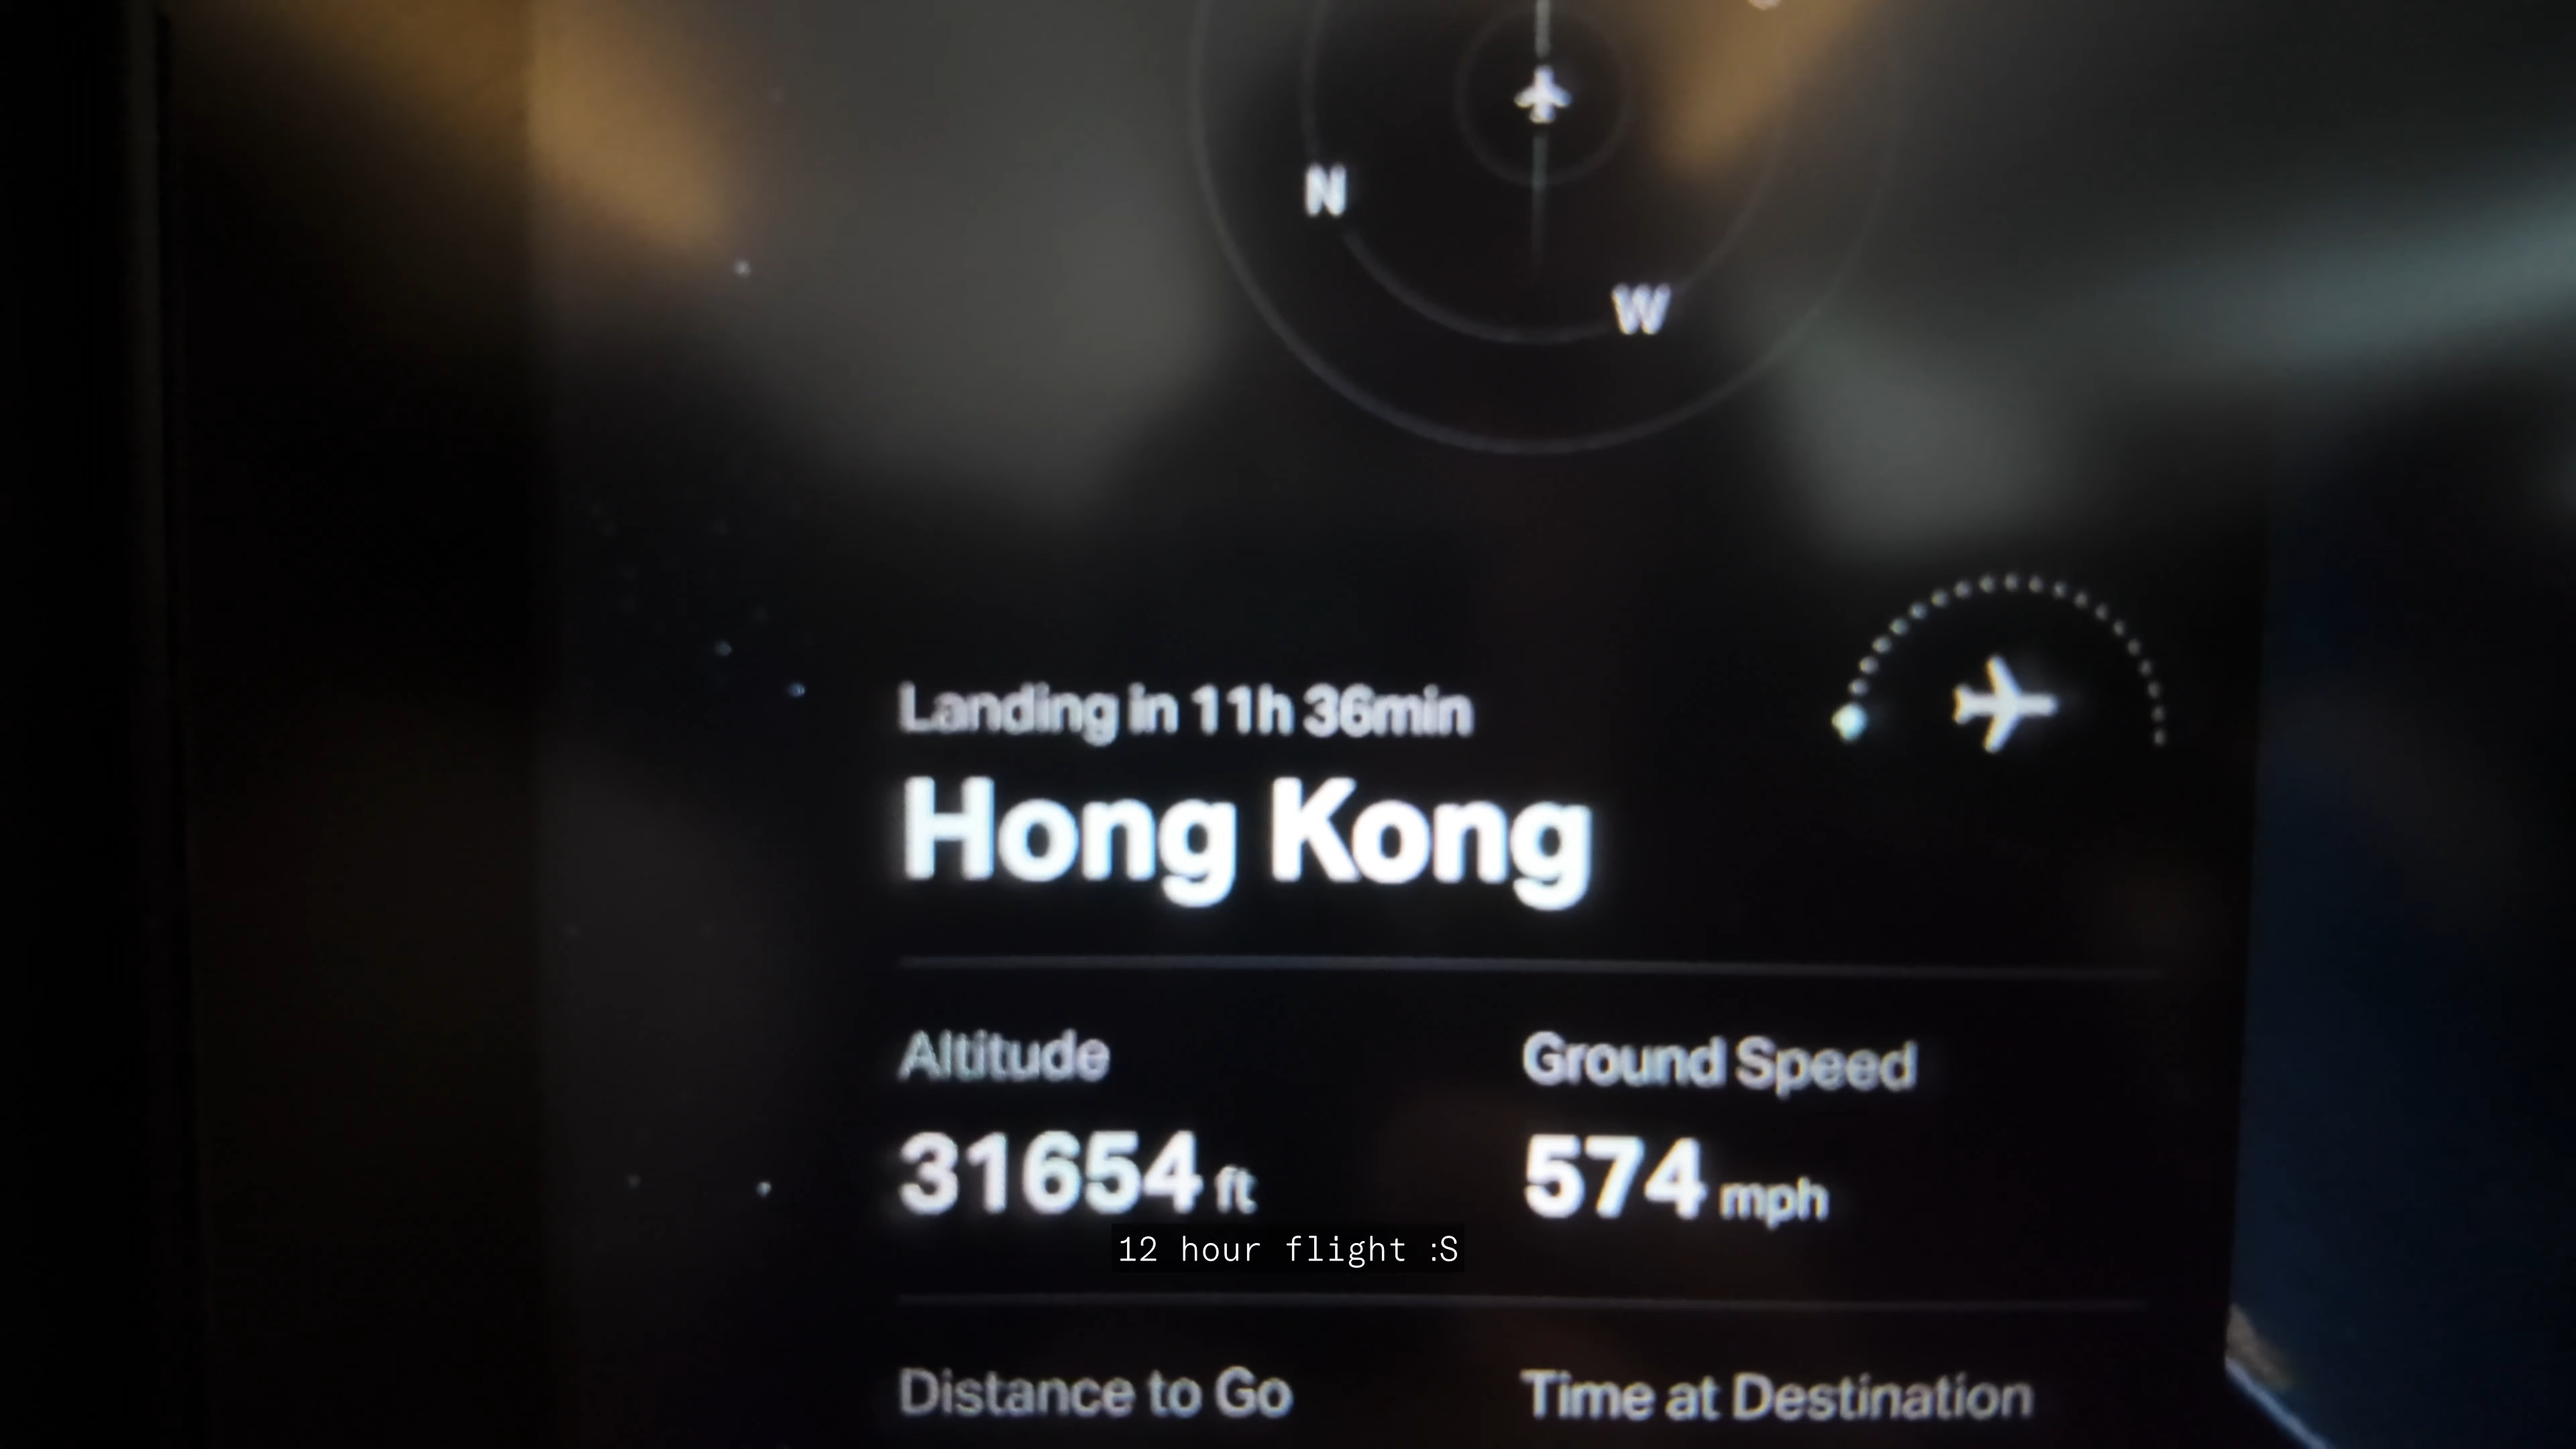 N
W
Landing in 11h 36min
Hong Kong
Altitude
Ground Speed
31654 ft
574 mph
12 hour flight :S
Distance to Go
Time at Destination